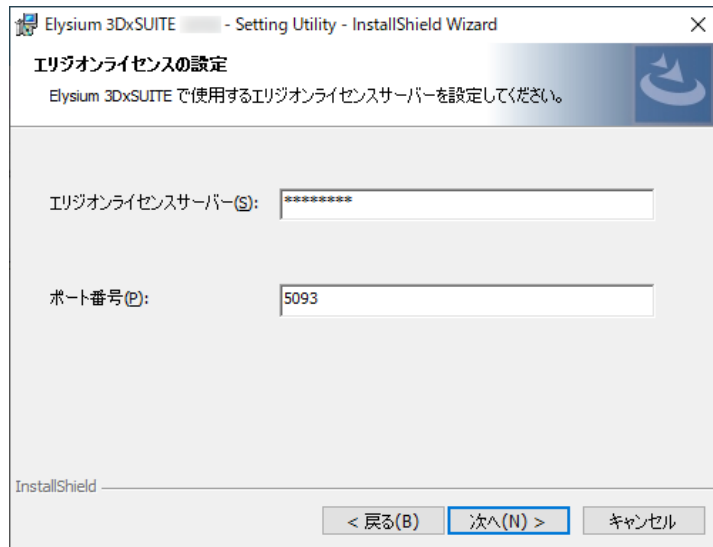 Elysium 3DxSUITE - Setting Utility - InstallShield Wizard
エリジオンライセンスの設定
Elysium 3DxSUITE で使用するエリジオンライセンスサーバーを設定してください。
エリジオンライセンスサーバー(S): ********
ポート番号(P): 5093
InstallShield
< 戻る(B) 次へ(N) > キャンセル